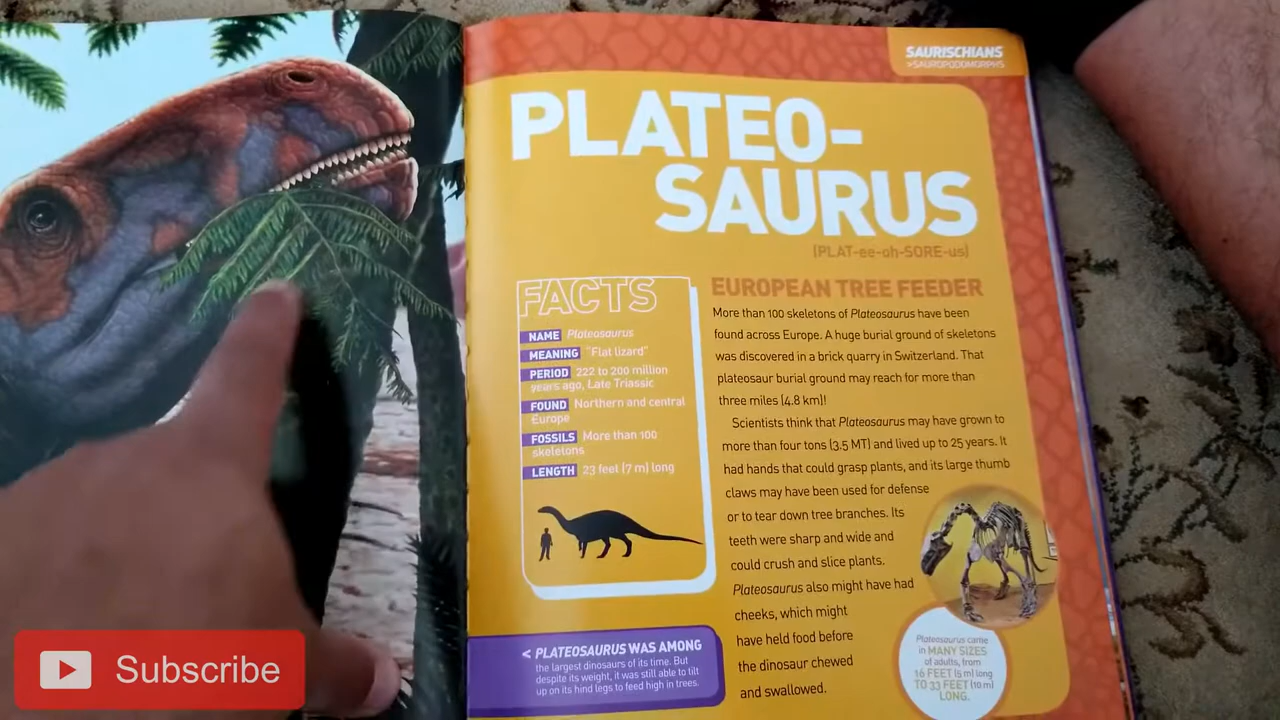 SAURISCHIANS
>SAUROPODOMORPHS
PLATEO-
SAURUS
(PLAT-ee-oh-SORE-us)
FACTS
NAME Plateosaurus
MEANING "Flat lizard"
PERIOD 222 to 200 million
years ago, Late Triassic
FOUND Northern and central
Europe
FOSSILS More than 100
skeletons
LENGTH 23 feet (7 m) long
EUROPEAN TREE FEEDER
More than 100 skeletons of Plateosaurus have been
found across Europe. A huge burial ground of skeletons
was discovered in a brick quarry in Switzerland. That
plateosaur burial ground may reach for more than
three miles (4.8 km)!
Scientists think that Plateosaurus may have grown to
more than four tons (3.5 MT) and lived up to 25 years. It
had hands that could grasp plants, and its large thumb
claws may have been used for defense
or to tear down tree branches. Its
teeth were sharp and wide and
could crush and slice plants.
Plateosaurus also might have had
cheeks, which might
have held food before
the dinosaur chewed
and swallowed.
< PLATEOSAURUS WAS AMONG
the largest dinosaurs of its time. But
despite its weight, it was still able to tilt
up on its hind legs to feed high in trees.
Plateosaurus came
in MANY SIZES
of adults, from
16 FEET (5 m) long
TO 33 FEET (10 m)
LONG.
Subscribe